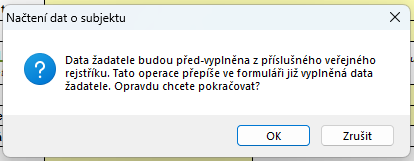 Načtení dat o subjektu
Data žadatele budou před-vyplněna z příslušného veřejného
rejstříku. Tato operace přepíše ve formuláři již vyplněná data
žadatele. Opravdu chcete pokračovat?
OK
Zrušit